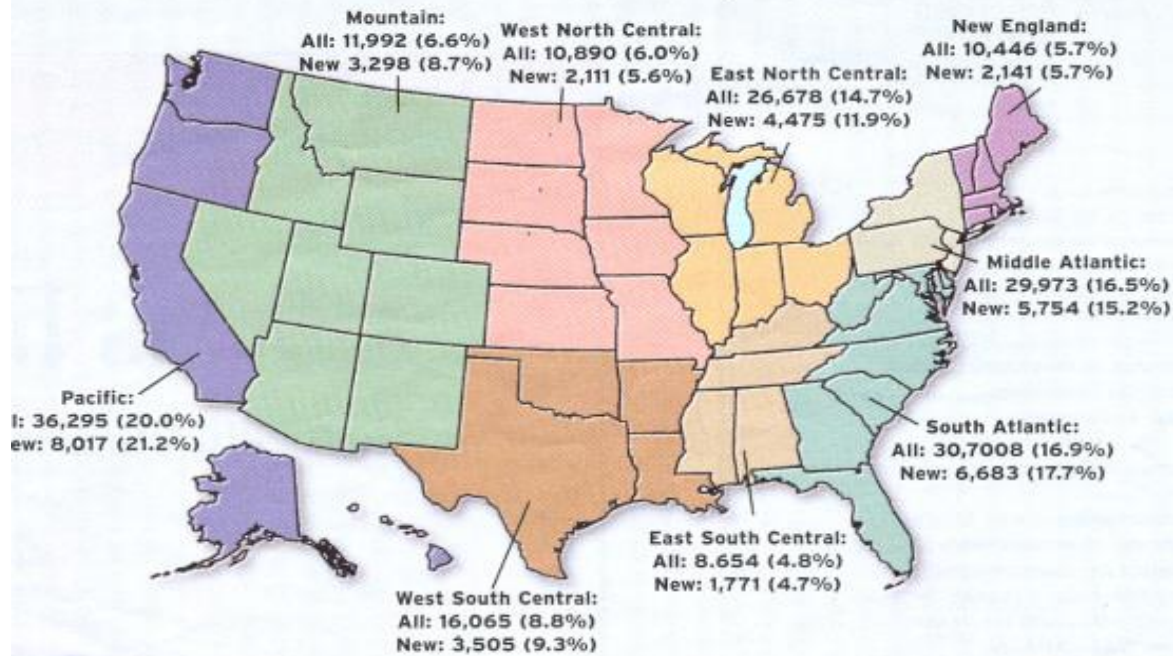 Mountain:
All: 11,992 (6.6%)
New 3,298 (8.7%)
West North Central:
All: 10,890 (6.0%)
New: 2,111 (5.6%)
East North Central:
All: 26,678 (14.7%)
New: 4,475 (11.9%)
New England:
All: 10,446 (5.7%)
New: 2,141 (5.7%)
Middle Atlantic:
All: 29,973 (16.5%)
New: 5,754 (15.2%)
Pacific:
l: 36,295 (20.0%)
ew: 8,017 (21.2%)
South Atlantic:
All: 30,7008 (16.9%)
New: 6,683 (17.7%)
East South Central:
All: 8.654 (4.8%)
New: 1,771 (4.7%)
West South Central:
All: 16,065 (8.8%)
New: 3,505 (9.3%)